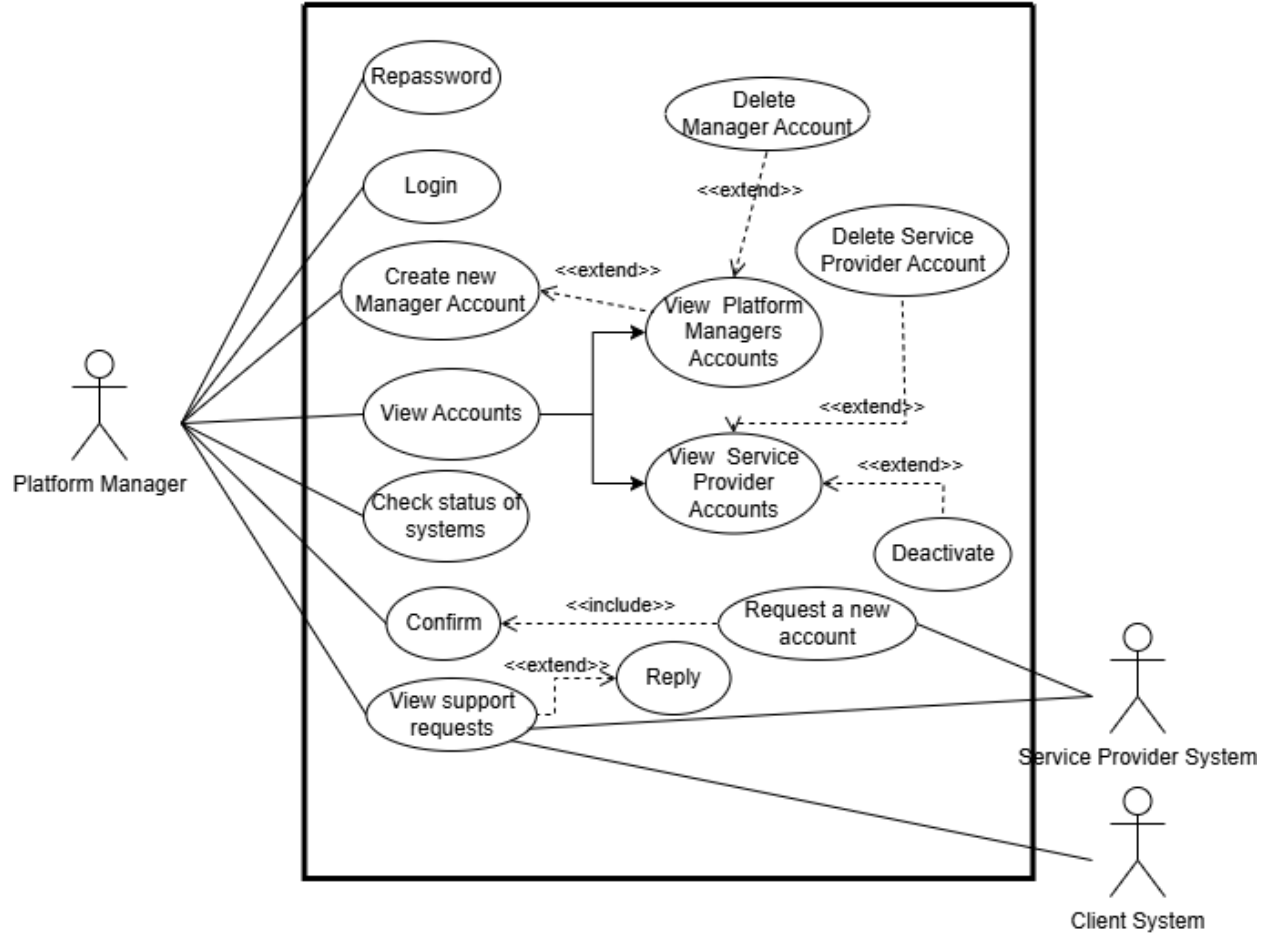 Repassword
Delete
Manager Account
<<extend>>
Login
Delete Service
Provider Account
Create new
Manager Account
<<extend>>
View Platform
Managers
Accounts
View Accounts
<<extend>>
View Service
Provider
Accounts
<<extend>>
Platform Manager
Check status of
systems
Deactivate
Confirm
<<include>>
Request a new
account
<<extend>>
Reply
View support
requests
Service Provider System
Client System